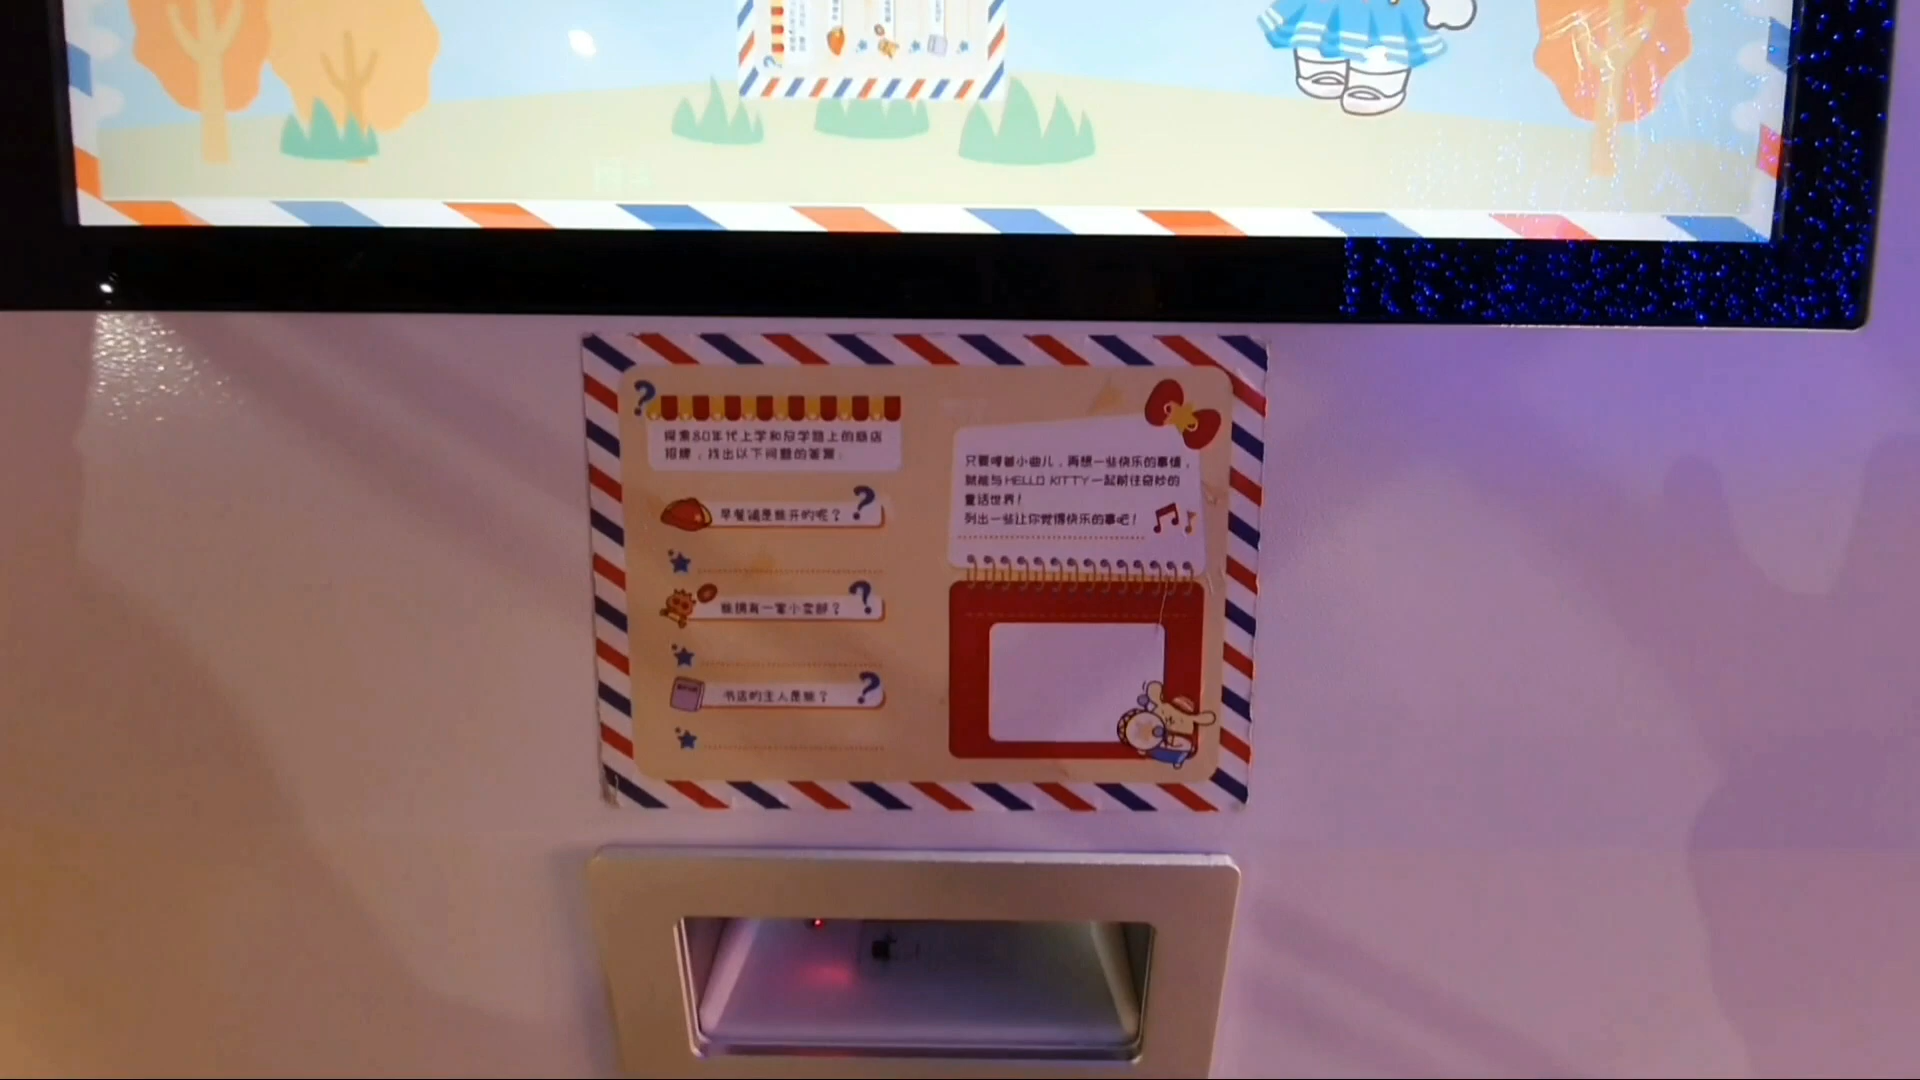 ?
探索80年代上学和放学路上的商店
招牌，找出以下问题的答案：
早餐铺是谁开的呢？
?
谁拥有一家小卖部？
?
书店的主人是谁？
?
只要哼着小曲儿，再想一些快乐的事情，
就能与HELLO KITTY一起前往奇妙的
童话世界！
列出一些让你觉得快乐的事吧！